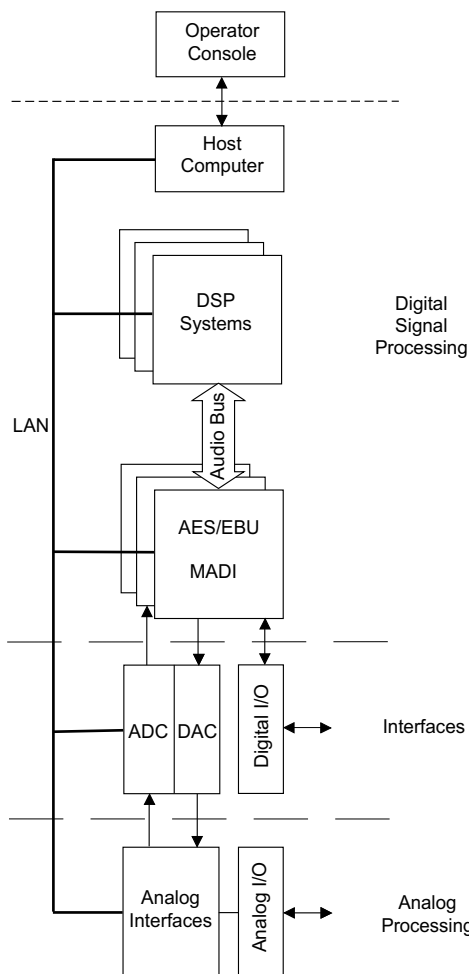 Operator
Console
Host
Computer
DSP
Systems
Digital
Signal
Processing
LAN
Audio Bus
AES/EBU
MADI
ADC
DAC
Digital I/O
Interfaces
Analog
Interfaces
Analog I/O
Analog
Processing